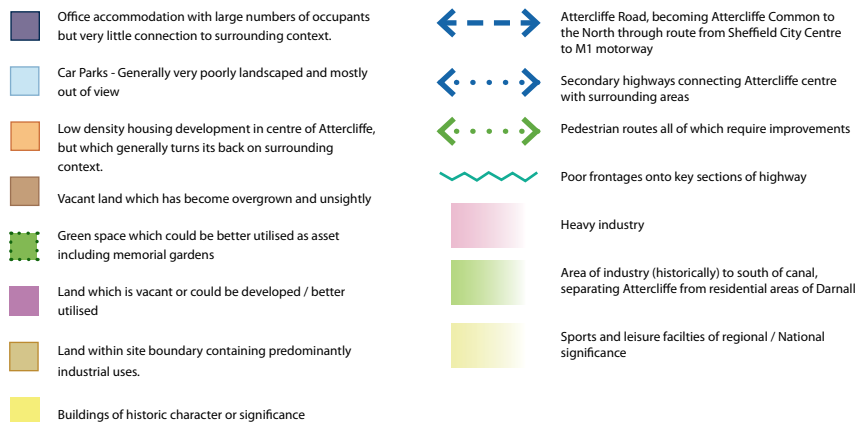 Office accommodation with large numbers of occupants
but very little connection to surrounding context.
Car Parks - Generally very poorly landscaped and mostly
out of view
Low density housing development in centre of Attercliffe,
but which generally turns its back on surrounding
context.
Vacant land which has become overgrown and unsightly
Green space which could be better utilised as asset
including memorial gardens
Land which is vacant or could be developed / better
utilised
Land within site boundary containing predominantly
industrial uses.
Buildings of historic character or significance
Attercliffe Road, becoming Attercliffe Common to
the North through route from Sheffield City Centre
to M1 motorway
Secondary highways connecting Attercliffe centre
with surrounding areas
Pedestrian routes all of which require improvements
Poor frontages onto key sections of highway
Heavy industry
Area of industry (historically) to south of canal,
separating Attercliffe from residential areas of Darnall
Sports and leisure facilties of regional / National
significance